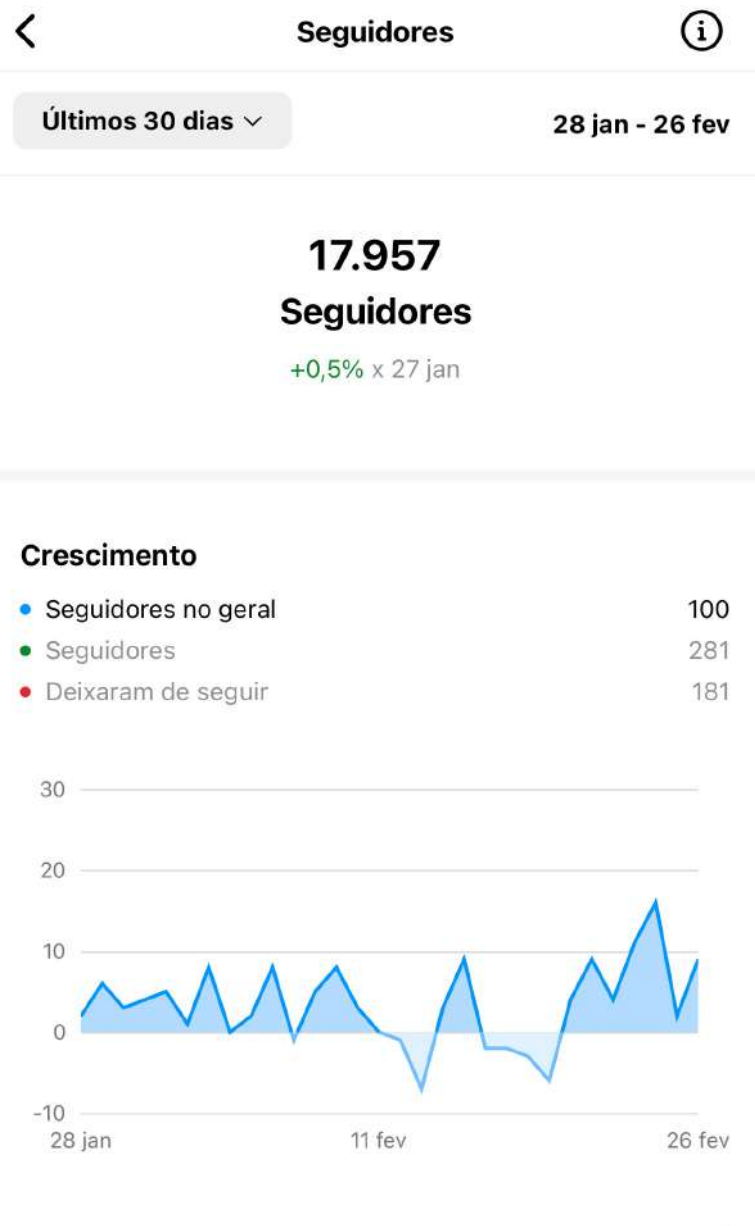 Seguidores
Últimos 30 dias
28 jan - 26 fev
17.957
Seguidores
+0,5% x 27 jan
Crescimento
Seguidores no geral 100
Seguidores 281
Deixaram de seguir 181
30
20
10
0
-10
28 jan 11 fev 26 fev